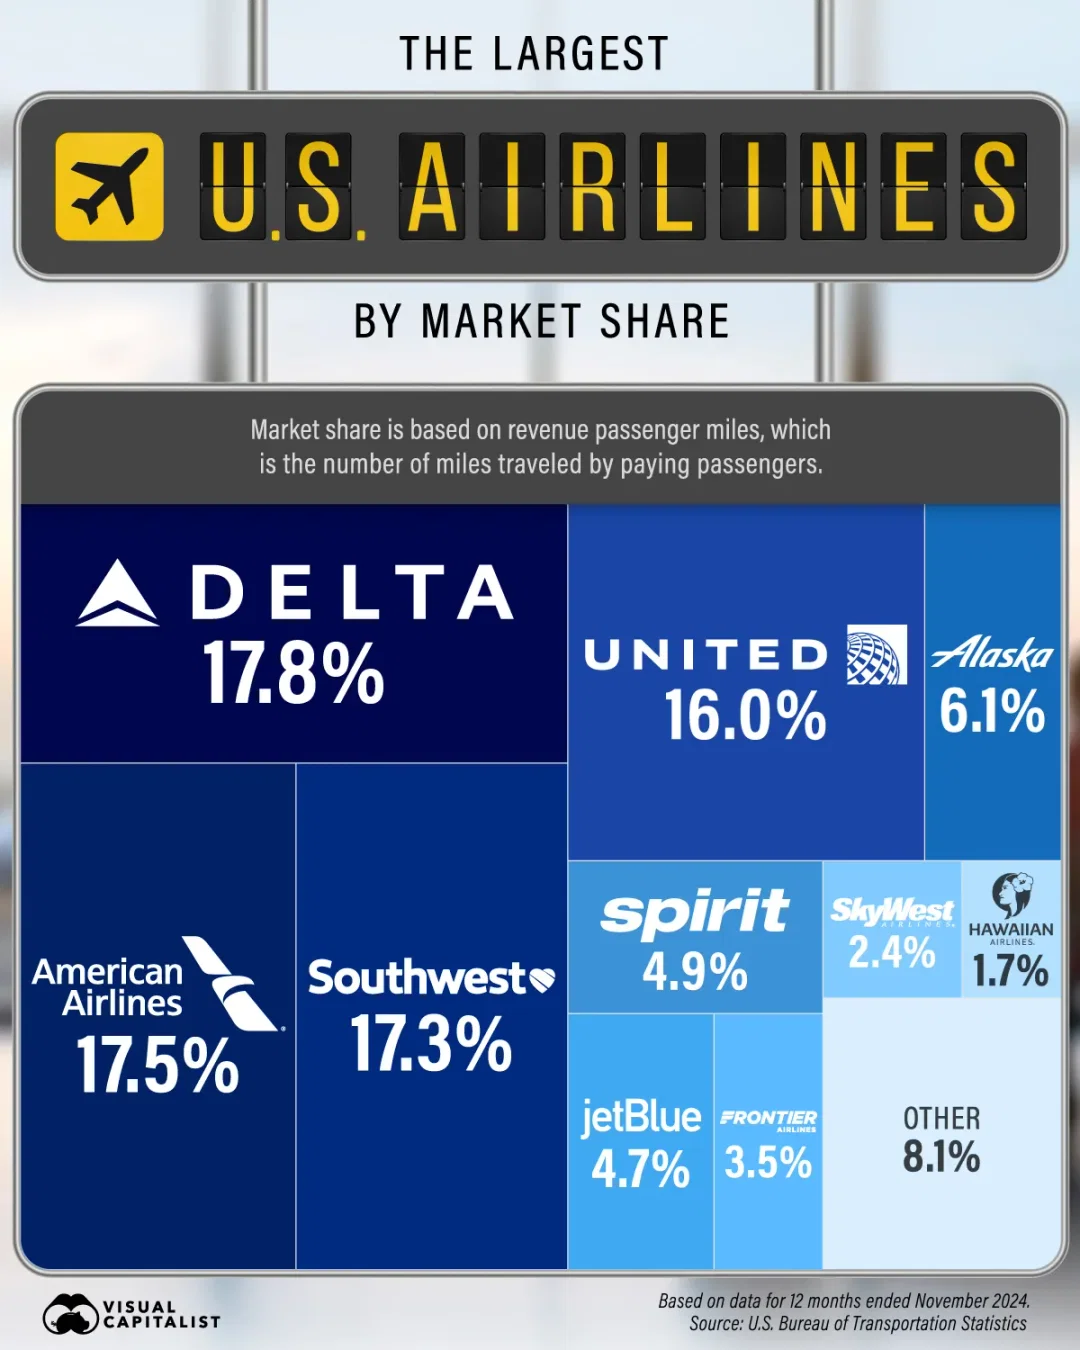 THE LARGEST
U.S. AIRLINES
BY MARKET SHARE
Market share is based on revenue passenger miles, which
is the number of miles traveled by paying passengers.
DELTA
17.8%
UNITED
16.0%
Alaska
6.1%
American
Airlines
17.5%
Southwest
17.3%
spirit
4.9%
SkyWest
AIRLINES
2.4%
HAWAIIAN
AIRLINES.
1.7%
jetBlue
4.7%
FRONTIER
AIRLINES
3.5%
OTHER
8.1%
VISUAL
CAPITALIST
Based on data for 12 months ended November 2024.
Source: U.S. Bureau of Transportation Statistics